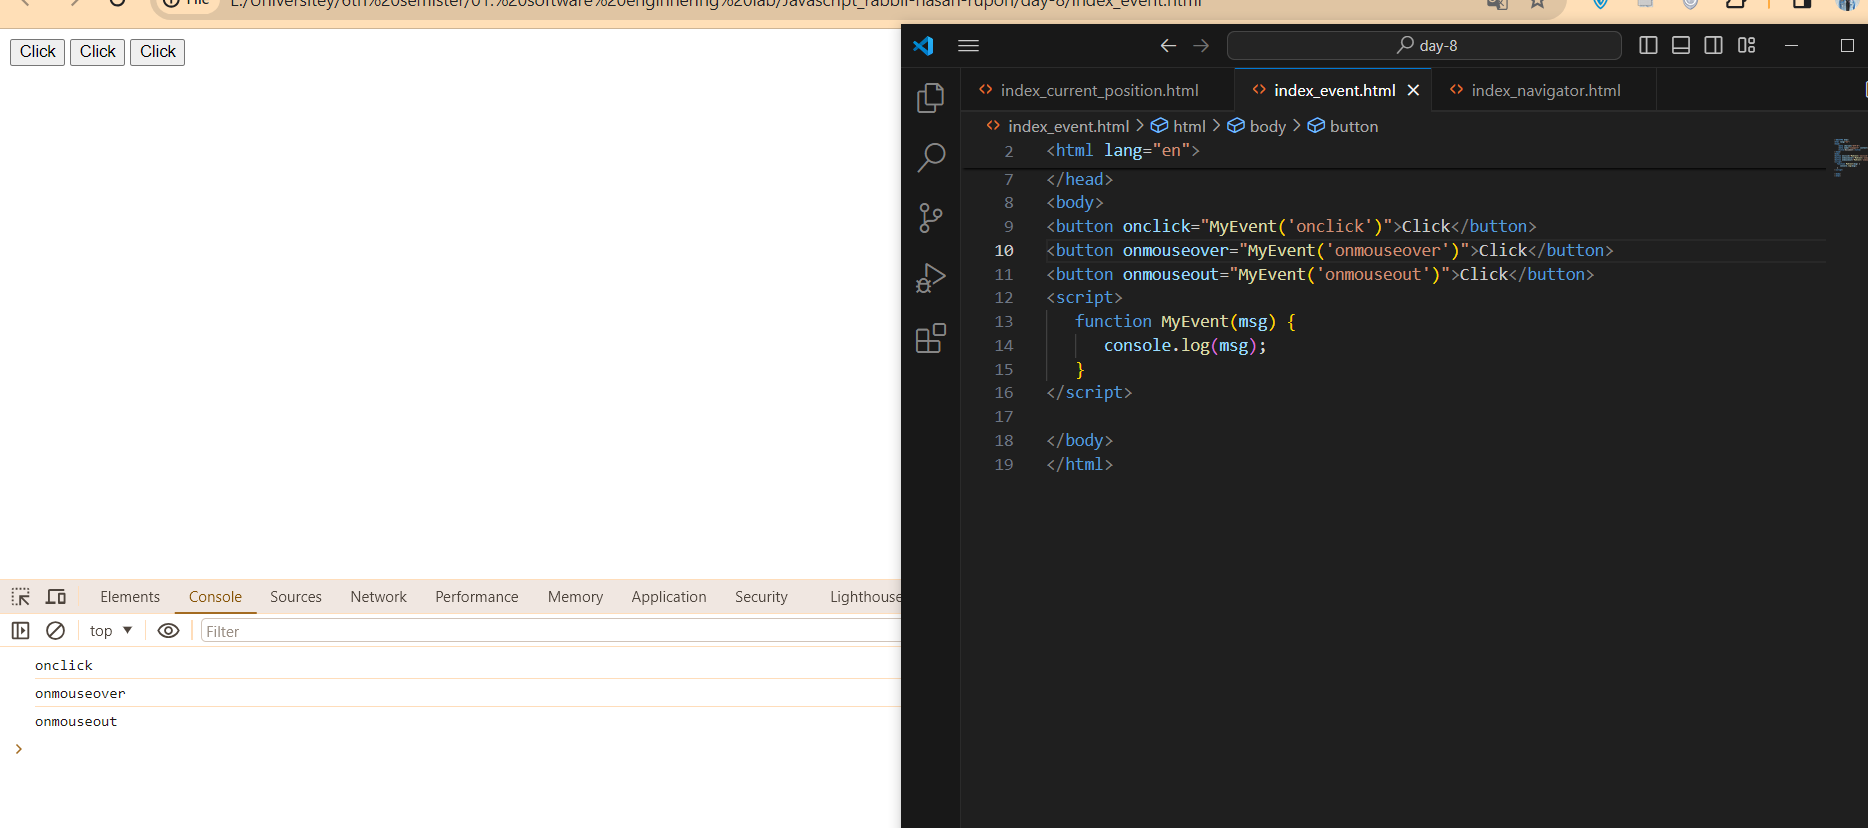 File E:/Universitey/6th%20semister/01.%20software%20enginnering%20lab/Javascript_rabbil-hasan-rupon/day-8/index_event.html
Click Click Click
Elements Console Sources Network Performance Memory Application Security Lighthouse
top Filter
onclick
onmouseover
onmouseout
day-8
index_current_position.html index_event.html index_navigator.html
index_event.html > html > body > button
2 <html lang="en">
7 </head>
8 <body>
9 <button onclick="MyEvent('onclick')">Click</button>
10 <button onmouseover="MyEvent('onmouseover')">Click</button>
11 <button onmouseout="MyEvent('onmouseout')">Click</button>
12 <script>
13 function MyEvent(msg) {
14 console.log(msg);
15 }
16 </script>
17
18 </body>
19 </html>